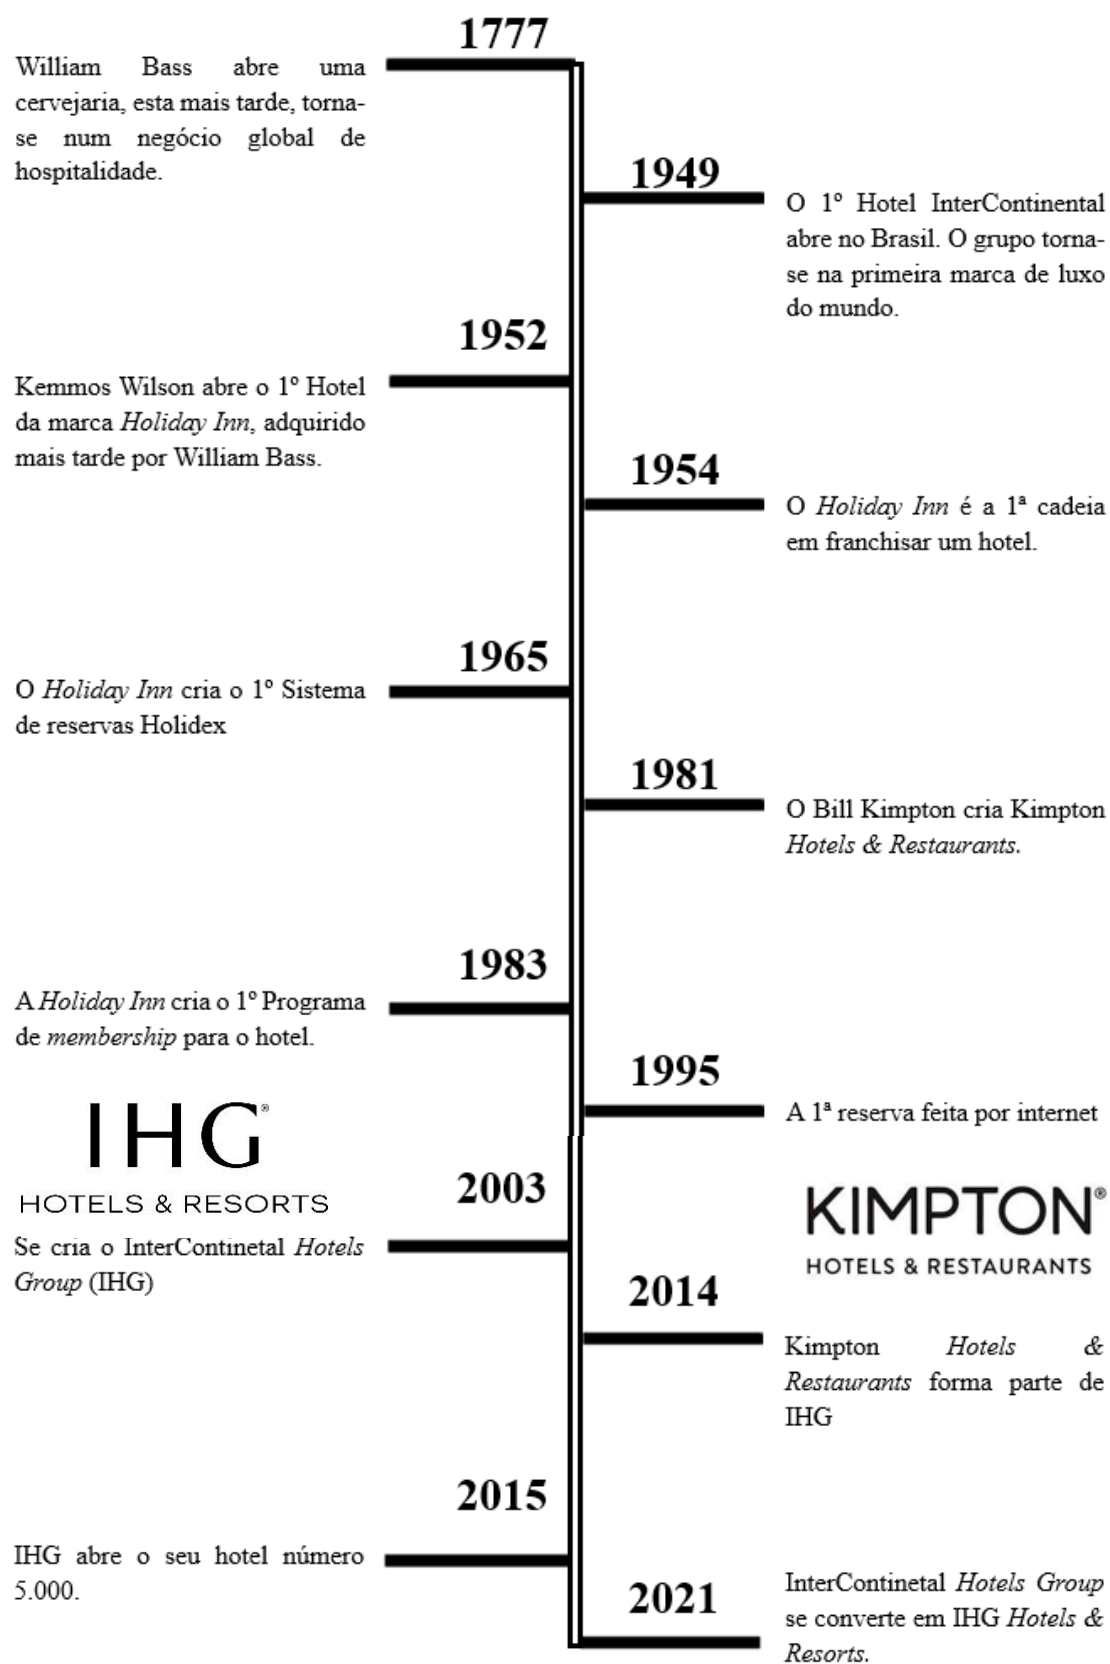 1777
William Bass abre uma
cervejaria, esta mais tarde, torna-
se num negócio global de
hospitalidade.
1949
O 1º Hotel InterContinental
abre no Brasil. O grupo torna-
se na primeira marca de luxo
do mundo.
1952
Kemmos Wilson abre o 1º Hotel
da marca Holiday Inn, adquirido
mais tarde por William Bass.
1954
O Holiday Inn é a 1ª cadeia
em franchisar um hotel.
1965
O Holiday Inn cria o 1º Sistema
de reservas Holidex
1981
O Bill Kimpton cria Kimpton
Hotels & Restaurants.
1983
A Holiday Inn cria o 1º Programa
de membership para o hotel.
1995
A 1ª reserva feita por internet
IHG®
HOTELS & RESORTS
2003
Se cria o InterContinetal Hotels
Group (IHG)
KIMPTON®
HOTELS & RESTAURANTS
2014
Kimpton Hotels &
Restaurants forma parte de
IHG
2015
IHG abre o seu hotel número
5.000.
2021
InterContinetal Hotels Group
se converte em IHG Hotels &
Resorts.